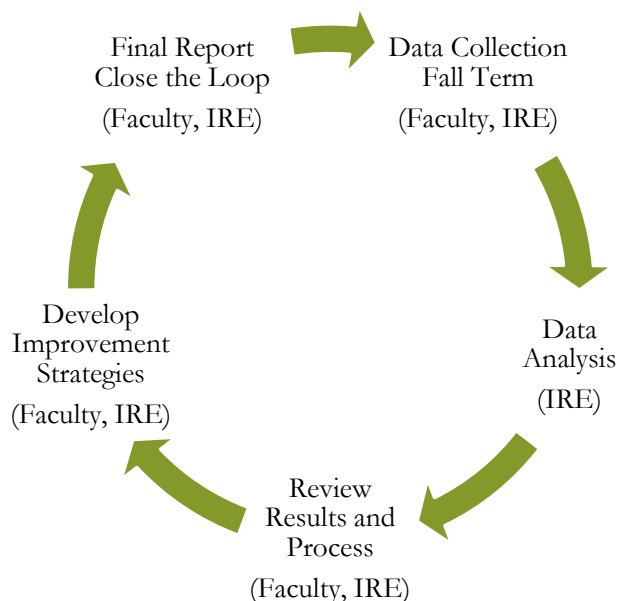 Final Report
Close the Loop
(Faculty, IRE)
Data Collection
Fall Term
(Faculty, IRE)
Data
Analysis
(IRE)
Review
Results and
Process
(Faculty, IRE)
Develop
Improvement
Strategies
(Faculty, IRE)